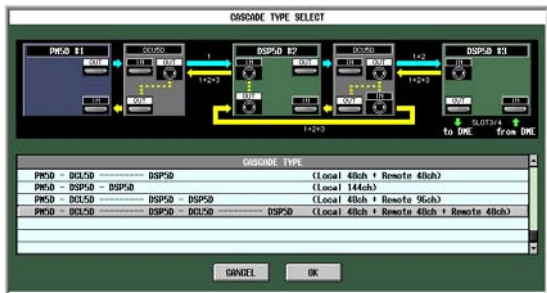 CASCADE TYPE SELECT
PM5D #1 DCU5D DSP5D #2 DCU5D DSP5D #3
OUT IN OUT 1 IN OUT IN OUT 1+2 IN
1+2+3 1+2+3
IN OUT OUT IN OUT IN OUT IN
1+2+3
SLOT3/4
to DME from DME
CASCADE TYPE
PM5D - DCU5D --------- DSP5D (Local 48ch + Remote 48ch)
PM5D - DSP5D - DSP5D (Local 144ch)
PM5D - DCU5D --------- DSP5D - DSP5D (Local 48ch + Remote 96ch)
PM5D - DCU5D --------- DSP5D - DCU5D --------- DSP5D (Local 48ch + Remote 48ch + Remote 48ch)
CANCEL OK